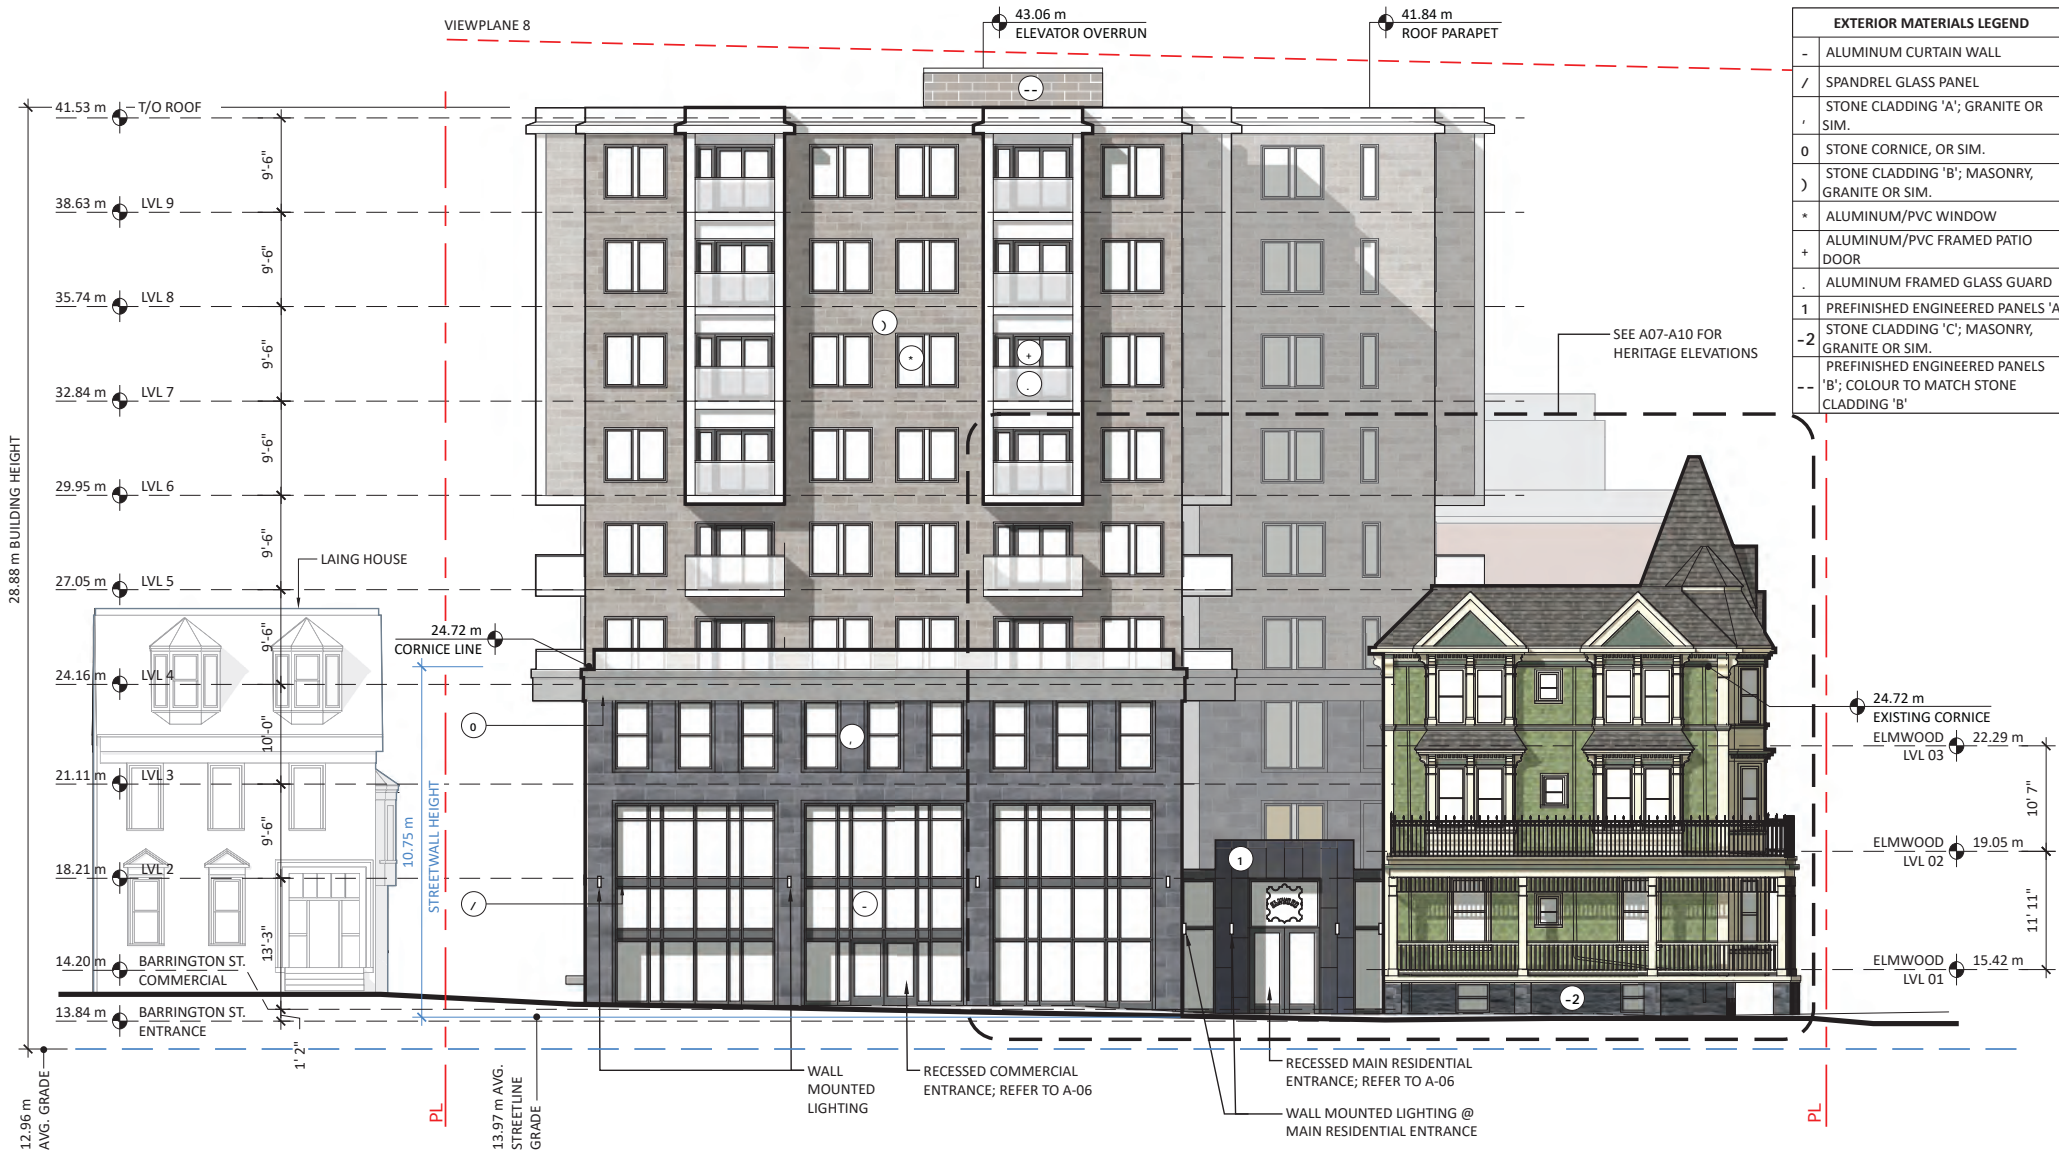 VIEWPLANE 8
43.06 m
ELEVATOR OVERRUN
41.84 m
ROOF PARAPET
EXTERIOR MATERIALS LEGEND
- ALUMINUM CURTAIN WALL
/ SPANDREL GLASS PANEL
, STONE CLADDING 'A'; GRANITE OR
SIM.
0 STONE CORNICE, OR SIM.
) STONE CLADDING 'B'; MASONRY,
GRANITE OR SIM.
* ALUMINUM/PVC WINDOW
+ ALUMINUM/PVC FRAMED PATIO
DOOR
. ALUMINUM FRAMED GLASS GUARD
1 PREFINISHED ENGINEERED PANELS 'A
-2 STONE CLADDING 'C'; MASONRY,
GRANITE OR SIM.
-- PREFINISHED ENGINEERED PANELS
'B'; COLOUR TO MATCH STONE
CLADDING 'B'
41.53 m T/O ROOF
9'-6"
38.63 m LVL 9
9'-6"
35.74 m LVL 8
9'-6"
32.84 m LVL 7
9'-6"
29.95 m LVL 6
9'-6"
27.05 m LVL 5
9'-6"
24.16 m LVL 4
10'-0"
21.11 m LVL 3
9'-6"
18.21 m LVL 2
13'-3"
14.20 m BARRINGTON ST.
COMMERCIAL
13.84 m BARRINGTON ST.
ENTRANCE
1' 2"
28.88 m BUILDING HEIGHT
12.96 m
AVG. GRADE
LAING HOUSE
24.72 m
CORNICE LINE
10.75 m
STREETWALL HEIGHT
PL
13.97 m AVG.
STREETLINE
GRADE
--
)
*
+
.
0
,
/
-
1
ELMWOOD
-2
SEE A07-A10 FOR
HERITAGE ELEVATIONS
24.72 m
EXISTING CORNICE
ELMWOOD 22.29 m
LVL 03
10' 7"
ELMWOOD 19.05 m
LVL 02
11' 11"
ELMWOOD 15.42 m
LVL 01
WALL
MOUNTED
LIGHTING
RECESSED COMMERCIAL
ENTRANCE; REFER TO A-06
RECESSED MAIN RESIDENTIAL
ENTRANCE; REFER TO A-06
WALL MOUNTED LIGHTING @
MAIN RESIDENTIAL ENTRANCE
PL